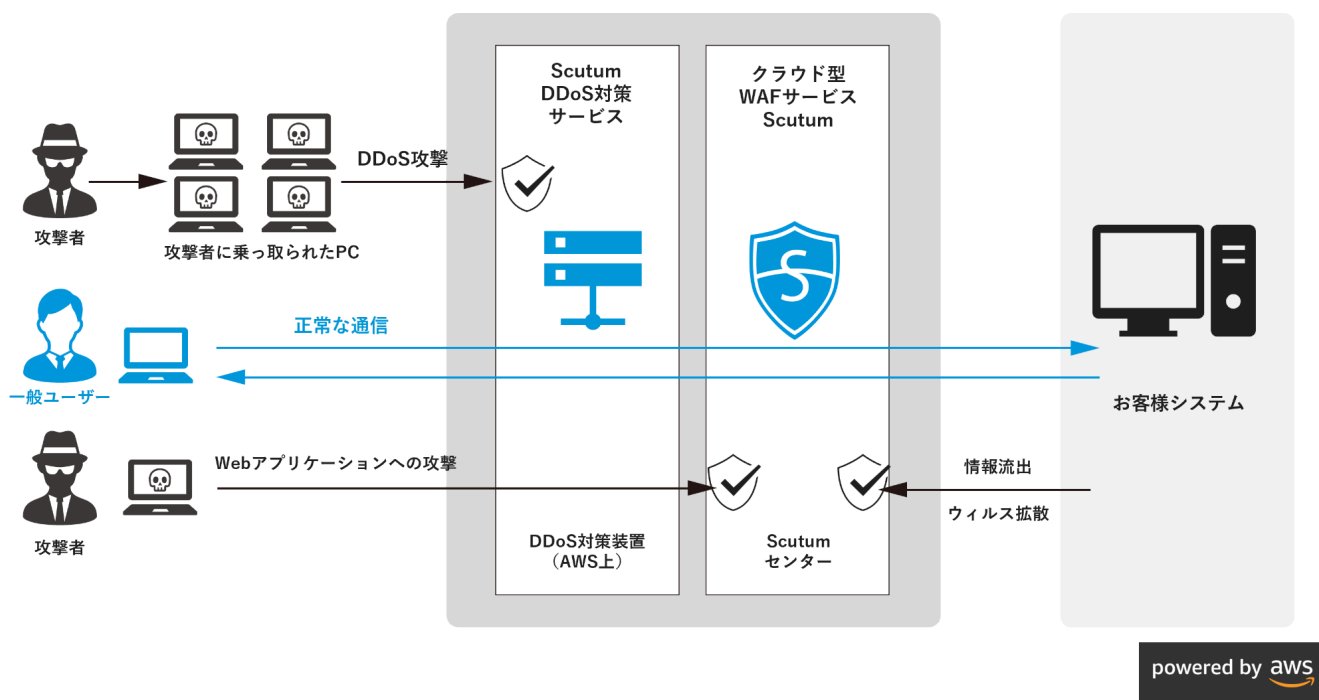 Scutum
DDoS対策
サービス
クラウド型
WAFサービス
Scutum
DDoS攻撃
攻撃者
攻撃者に乗っ取られたPC
正常な通信
一般ユーザー
お客様システム
Webアプリケーションへの攻撃
情報流出
ウィルス拡散
攻撃者
DDoS対策装置
（AWS上）
Scutum
センター
powered by aws